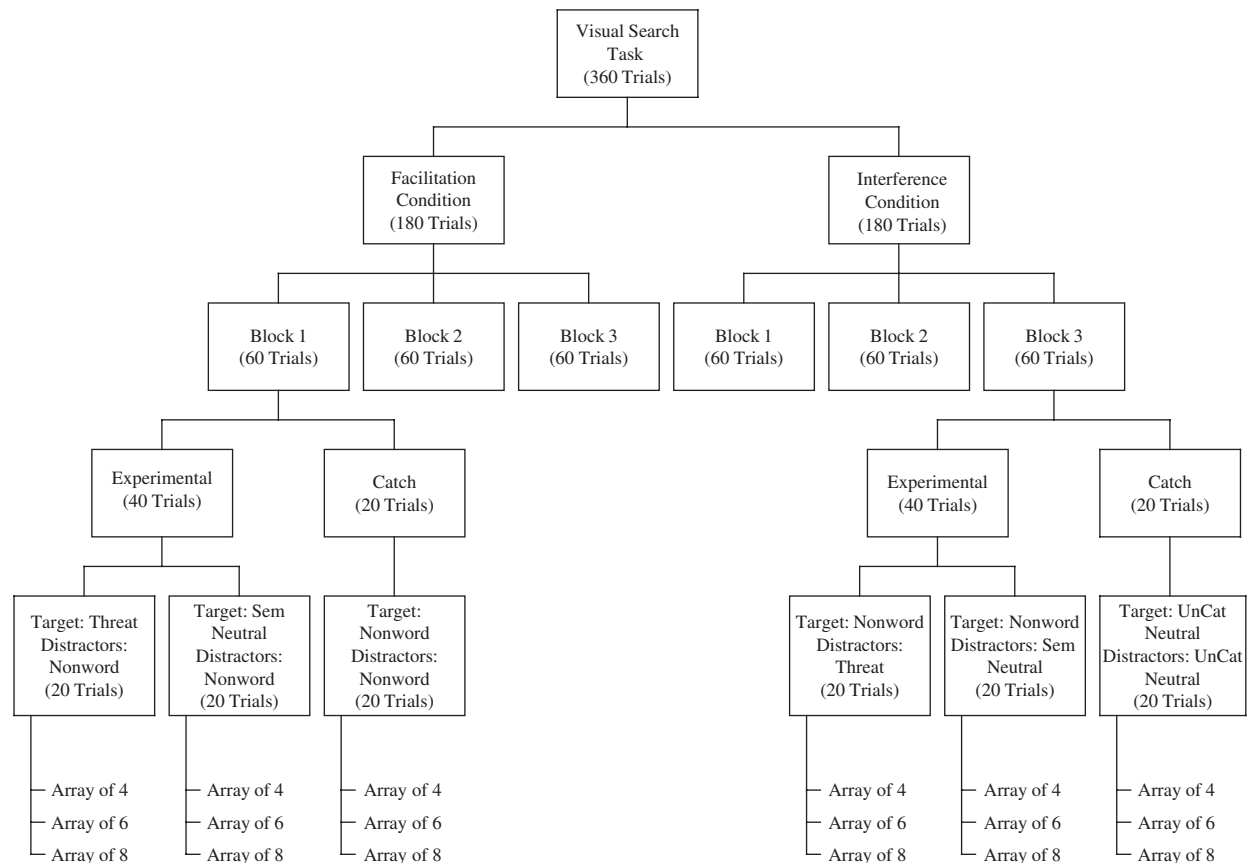 Visual Search
Task
(360 Trials)
Facilitation
Condition
(180 Trials)
Interference
Condition
(180 Trials)
Block 1
(60 Trials)
Block 2
(60 Trials)
Block 3
(60 Trials)
Block 1
(60 Trials)
Block 2
(60 Trials)
Block 3
(60 Trials)
Experimental
(40 Trials)
Catch
(20 Trials)
Experimental
(40 Trials)
Catch
(20 Trials)
Target: Threat
Distractors:
Nonword
(20 Trials)
Target: Sem
Neutral
Distractors:
Nonword
(20 Trials)
Target:
Nonword
Distractors:
Nonword
(20 Trials)
Target: Nonword
Distractors:
Threat
(20 Trials)
Target: Nonword
Distractors: Sem
Neutral
(20 Trials)
Target: UnCat
Neutral
Distractors: UnCat
Neutral
(20 Trials)
Array of 4
Array of 6
Array of 8
Array of 4
Array of 6
Array of 8
Array of 4
Array of 6
Array of 8
Array of 4
Array of 6
Array of 8
Array of 4
Array of 6
Array of 8
Array of 4
Array of 6
Array of 8